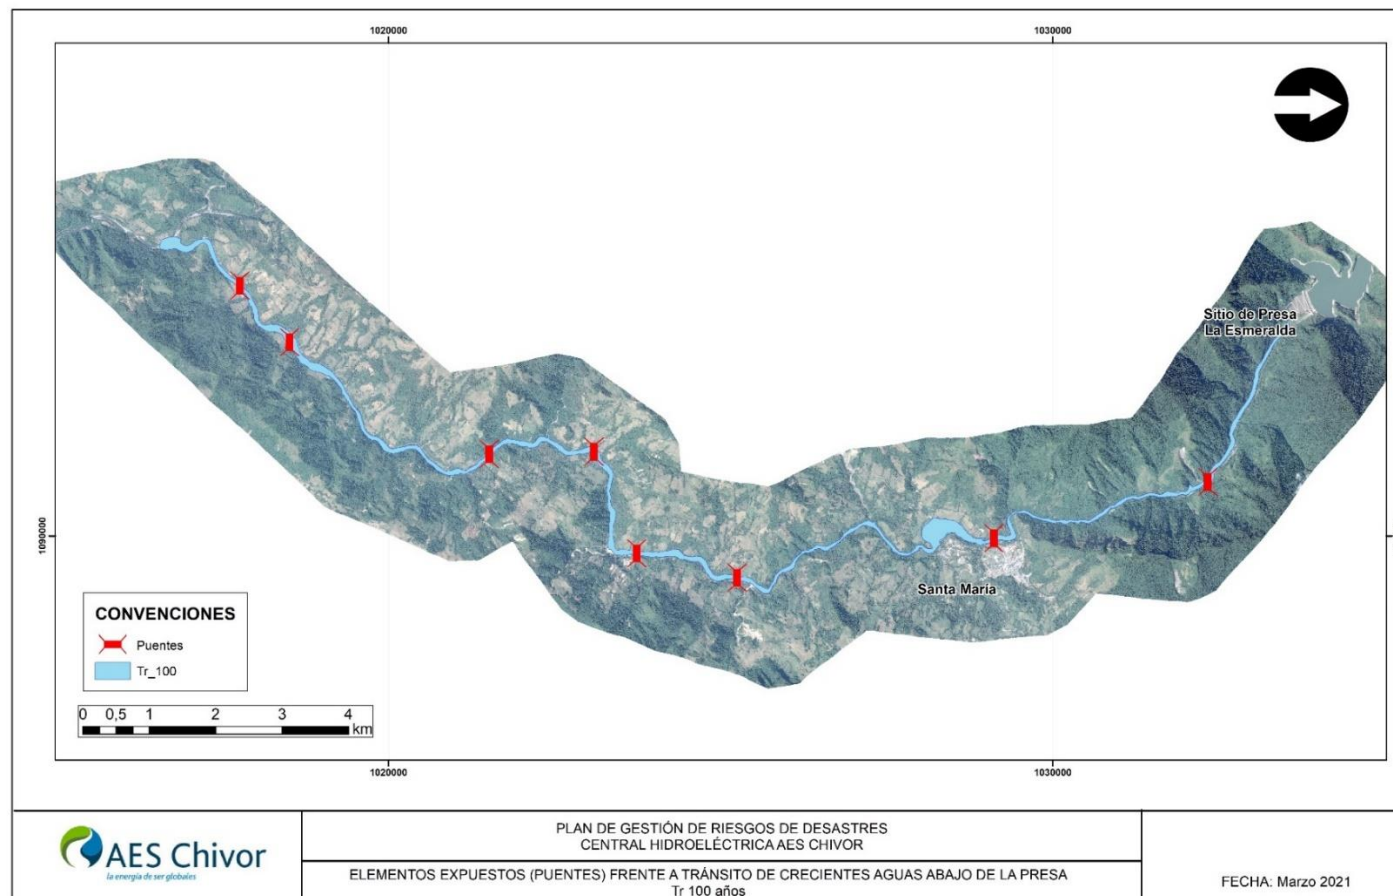 1020000
1030000
Sitio de Presa
La Esmeralda
1090000
Santa María
CONVENCIONES
Puentes
Tr_100
0 0,5 1 2 3 4
km
1020000
1030000
AES Chivor
la energía de ser globales
PLAN DE GESTIÓN DE RIESGOS DE DESASTRES
CENTRAL HIDROELÉCTRICA AES CHIVOR
ELEMENTOS EXPUESTOS (PUENTES) FRENTE A TRÁNSITO DE CRECIENTES AGUAS ABAJO DE LA PRESA
Tr 100 años
FECHA: Marzo 2021